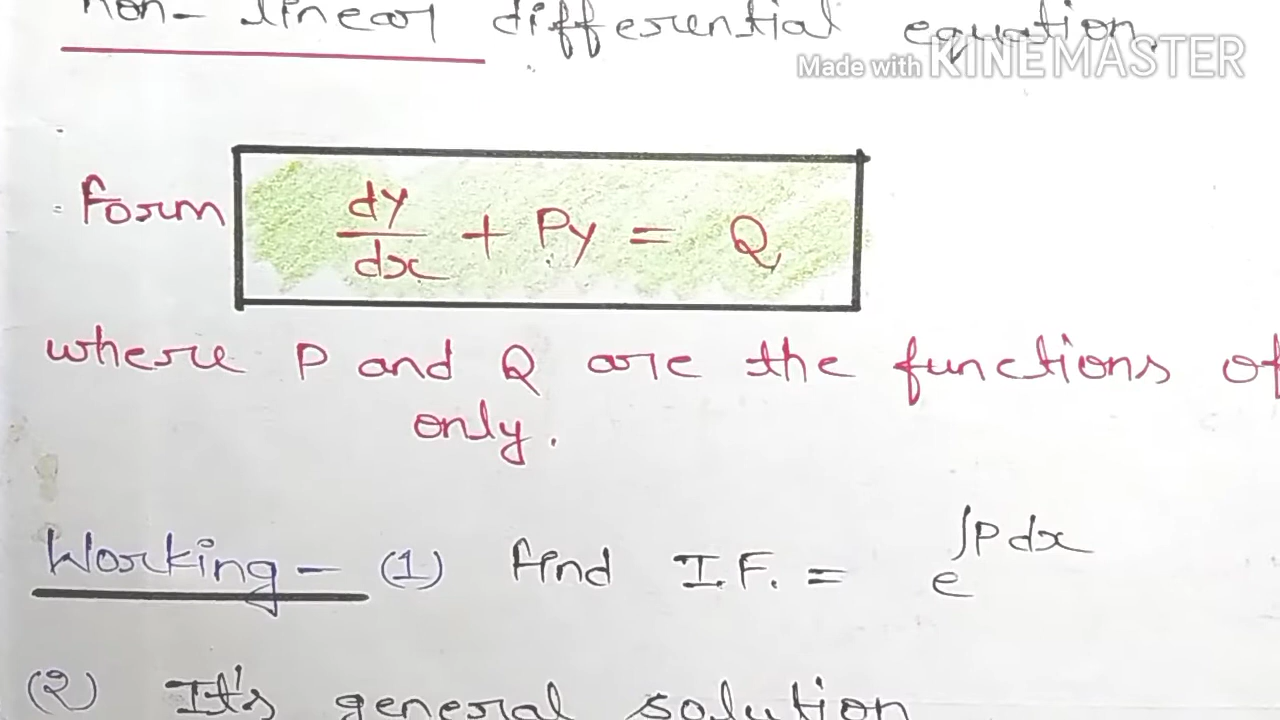 non- linear differential equation.
Made with KINEMASTER
form dy/dx + Py = Q
where P and Q are the functions of
only.
Working - (1) find I.F. = e^∫P dx
(2) It's general solution